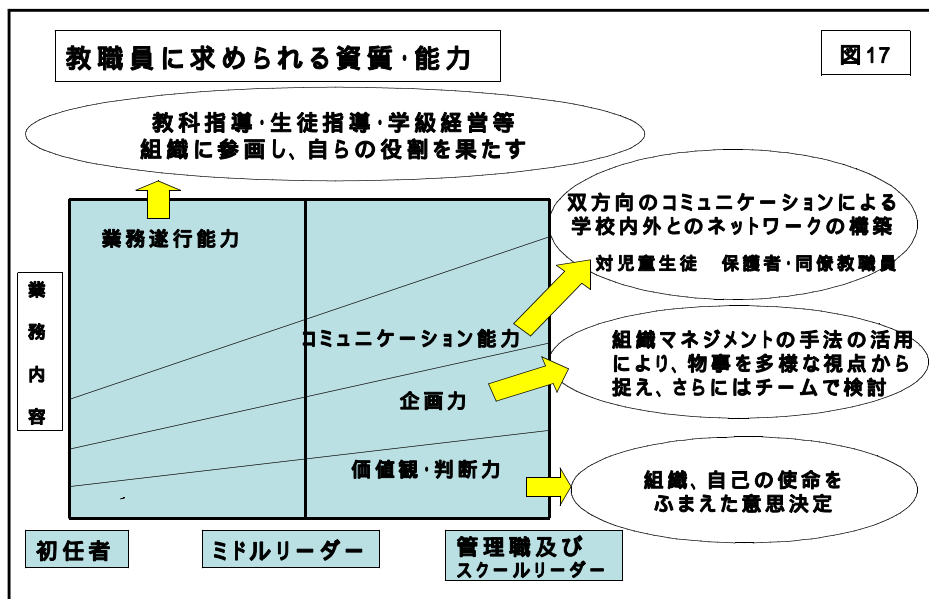 教職員に求められる資質・能力
図17
教科指導・生徒指導・学級経営等
組織に参画し、自らの役割を果たす
双方向のコミュニケーションによる
学校内外とのネットワークの構築
対児童生徒　保護者・同僚教職員
業務遂行能力
業務内容
コミュニケーション能力
組織マネジメントの手法の活用
により、物事を多様な視点から
捉え、さらにはチームで検討
企画力
価値観・判断力
組織、自己の使命を
ふまえた意思決定
初任者
ミドルリーダー
管理職及び
スクールリーダー